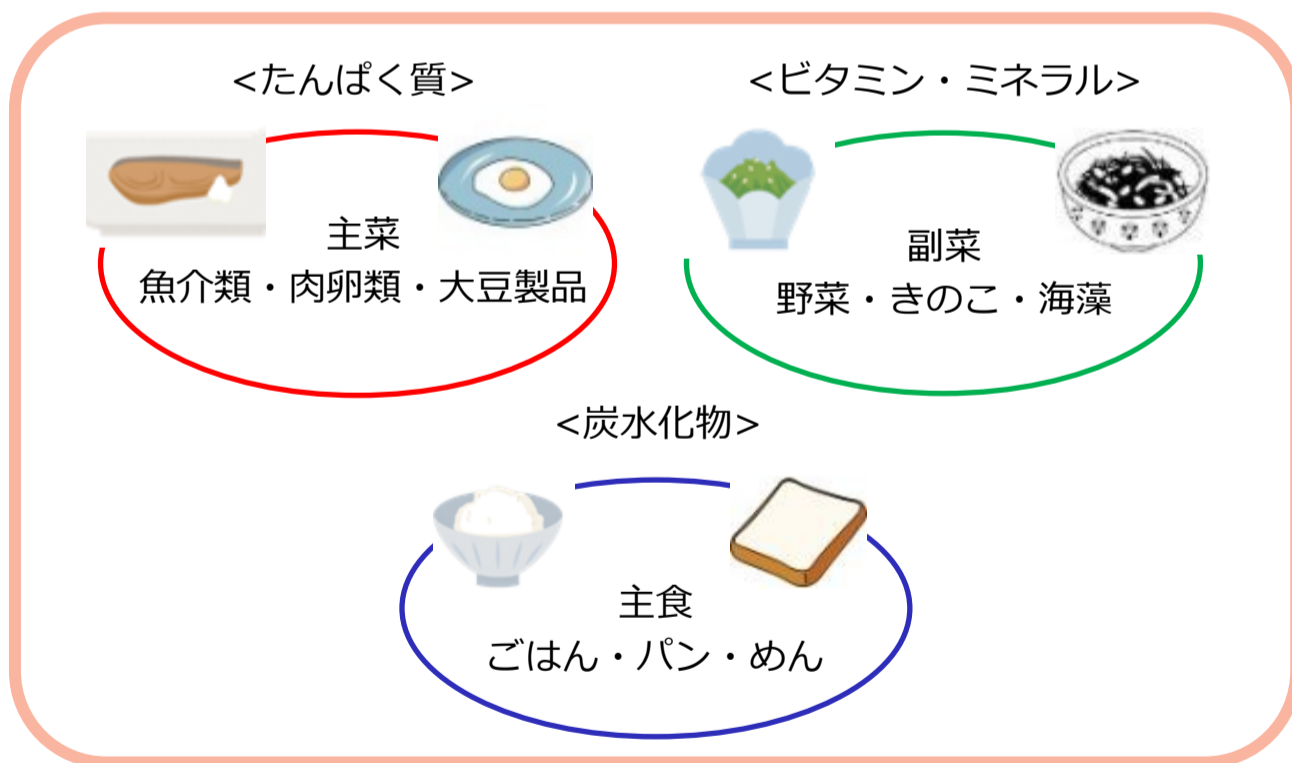 <たんぱく質>
主菜
魚介類・肉卵類・大豆製品
<ビタミン・ミネラル>
副菜
野菜・きのこ・海藻
<炭水化物>
主食
ごはん・パン・めん